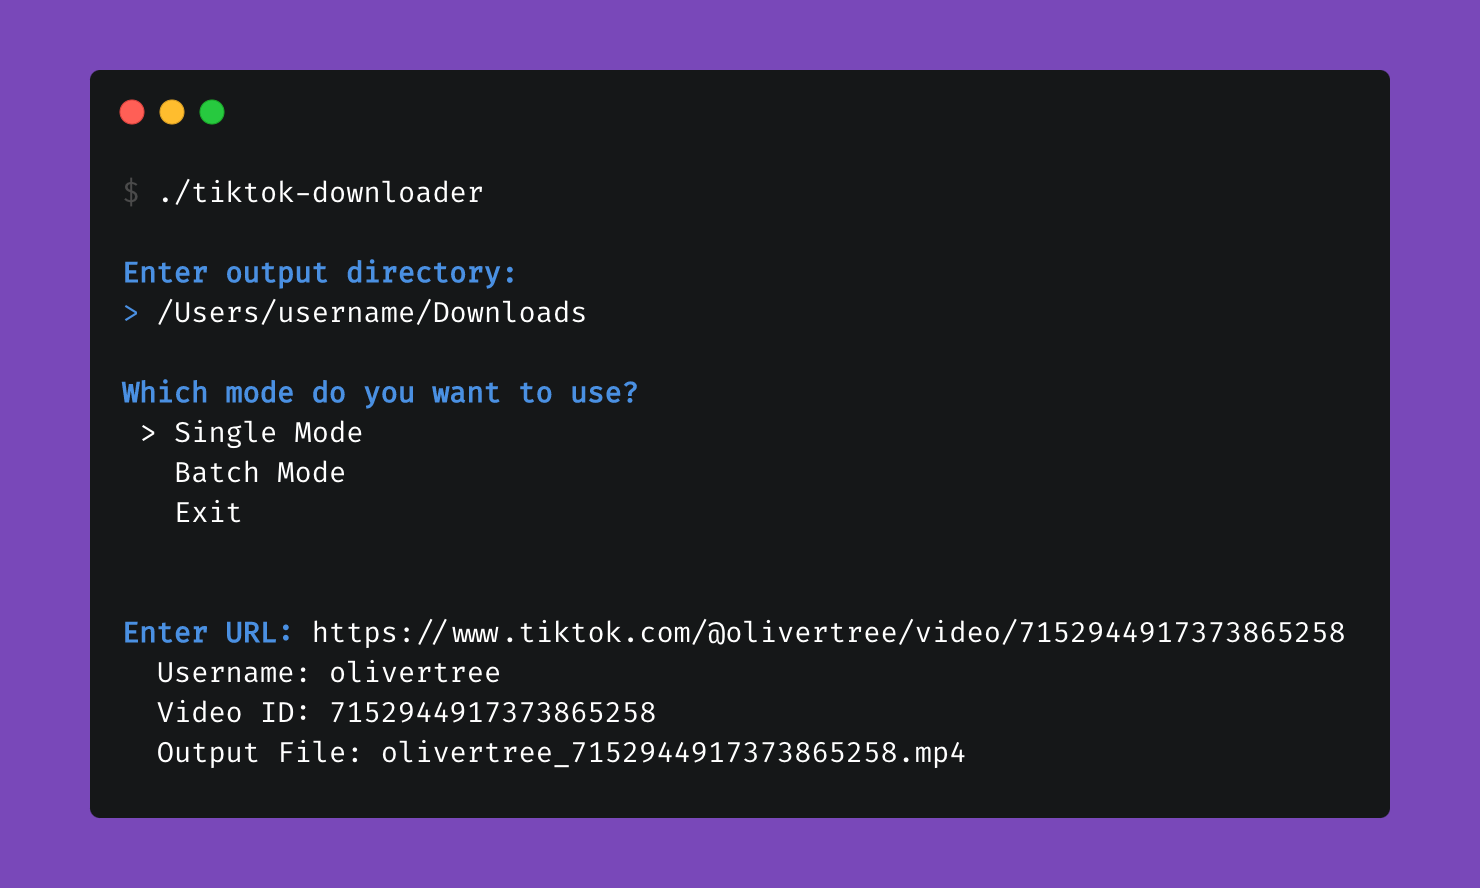 $ ./tiktok-downloader
Enter output directory:
> /Users/username/Downloads
Which mode do you want to use?
> Single Mode
Batch Mode
Exit
Enter URL: https://www.tiktok.com/@olivertree/video/7152944917373865258
Username: olivertree
Video ID: 7152944917373865258
Output File: olivertree_7152944917373865258.mp4